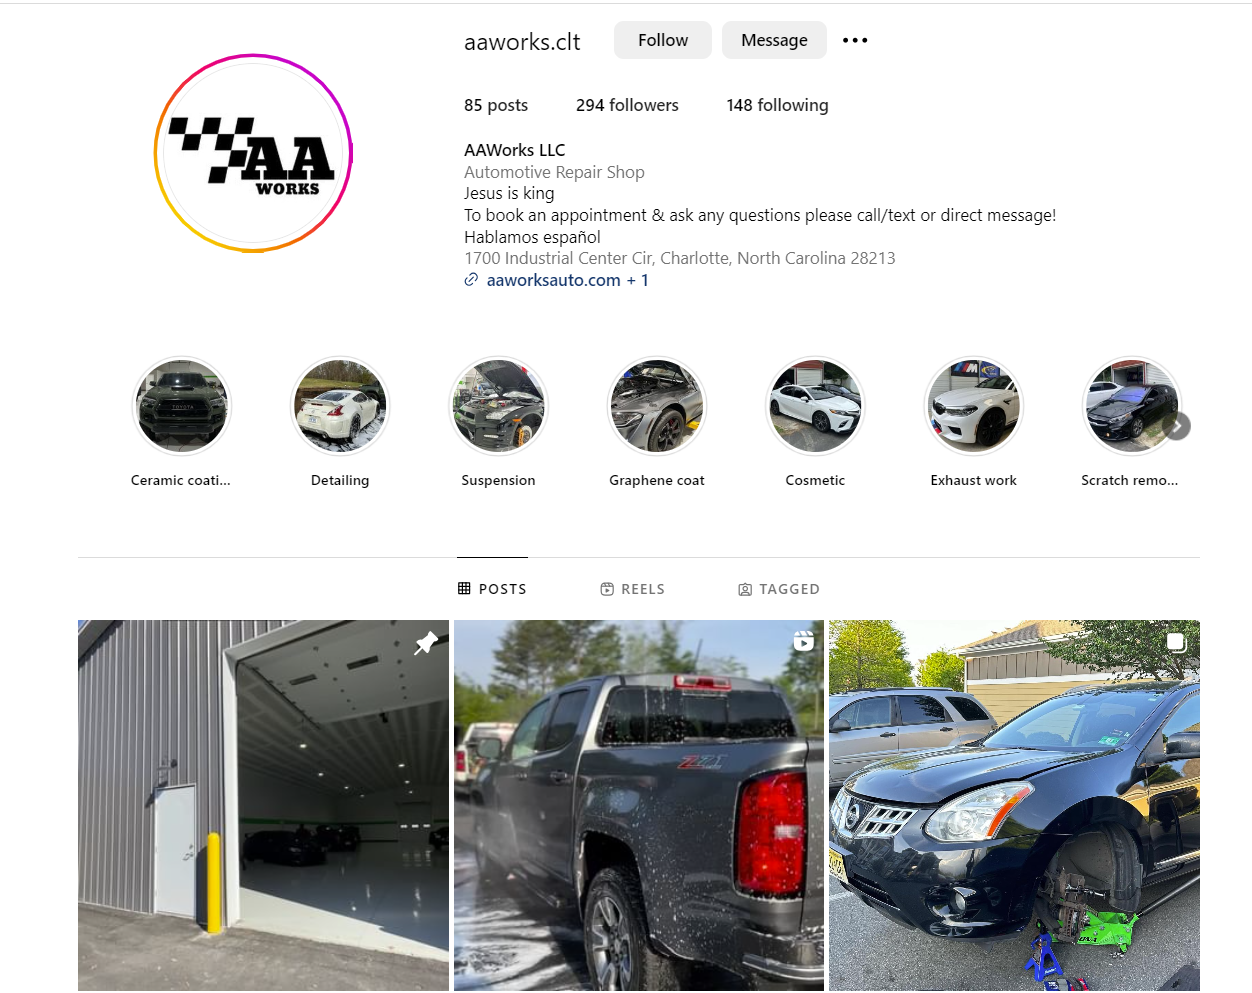 aaworks.clt
Follow
Message
85 posts
294 followers
148 following
AA
WORKS
AAWorks LLC
Automotive Repair Shop
Jesus is king
To book an appointment & ask any questions please call/text or direct message!
Hablamos español
1700 Industrial Center Cir, Charlotte, North Carolina 28213
aaworksauto.com + 1
TOYOTA
Ceramic coati...
Detailing
Suspension
Graphene coat
Cosmetic
Exhaust work
Scratch remo...
POSTS
REELS
TAGGED
Z71